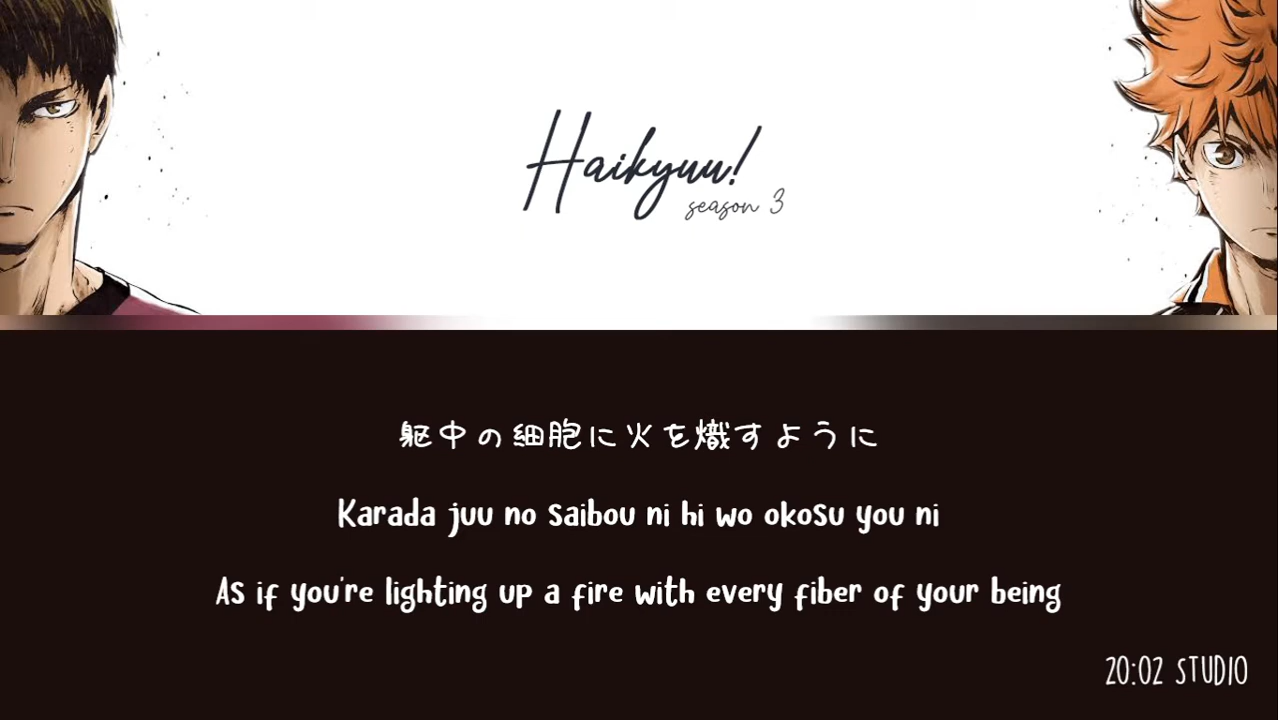 Haikyuu!
season 3
躯中の細胞に火を熾すように
Karada juu no saibou ni hi wo okosu you ni
As if you're lighting up a fire with every fiber of your being
20:02 STUDIO